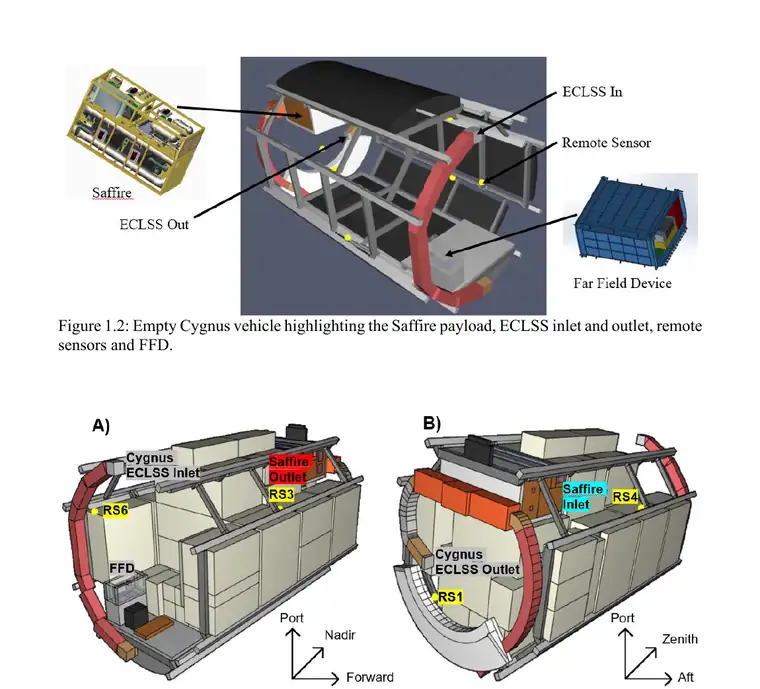 ECLSS In
Remote Sensor
Saffire
ECLSS Out
Far Field Device
Figure 1.2: Empty Cygnus vehicle highlighting the Saffire payload, ECLSS inlet and outlet, remote
sensors and FFD.
A)
Cygnus
ECLSS Inlet
Saffire
Outlet
RS3
RS6
FFD
Port
Nadir
Forward
B)
Saffire
Inlet
RS4
Cygnus
ECLSS Outlet
RS1
Port
Zenith
Aft